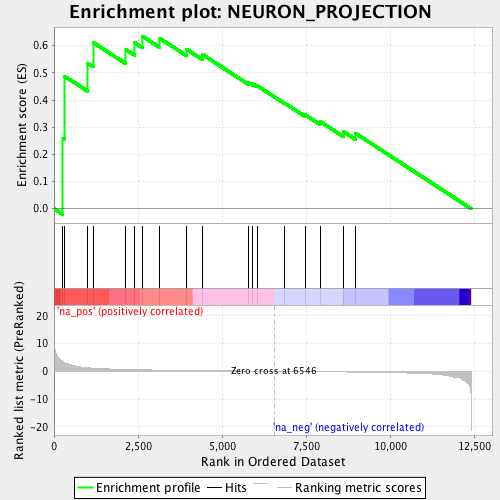 Enrichment plot: NEURON_PROJECTION
Enrichment score (ES)
0.6
0.5
0.4
0.3
0.2
0.1
0.0
'na_pos' (positively correlated)
Ranked list metric (PreRanked)
20
10
0
-10
-20
Zero cross at 6546
'na_neg' (negatively correlated)
0
2,500
5,000
7,500
10,000
12,500
Rank in Ordered Dataset
Enrichment profile
Hits
Ranking metric scores